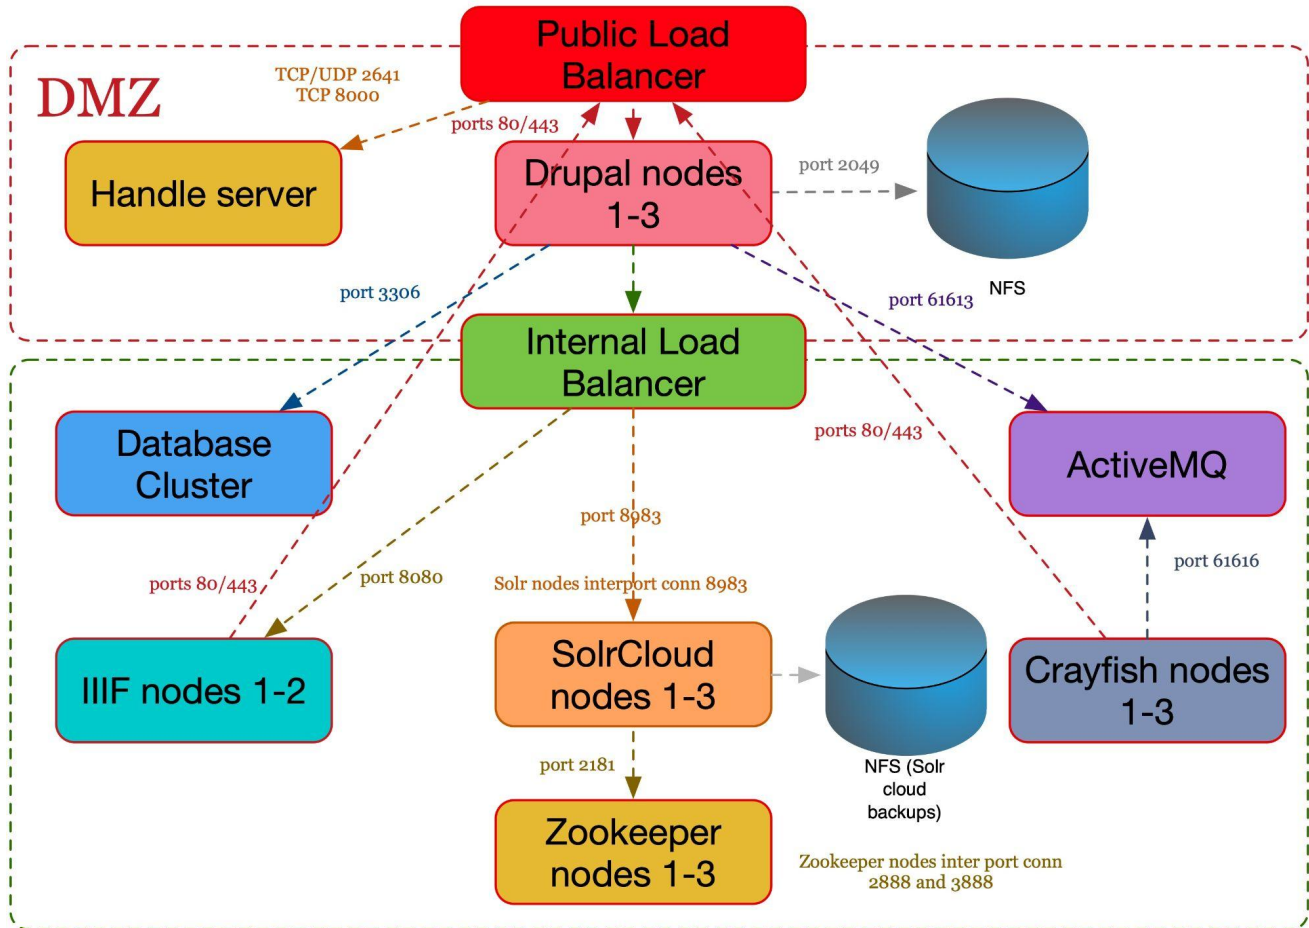 Public Load
Balancer
DMZ
TCP/UDP 2641
TCP 8000
ports 80/443
Handle server
Drupal nodes
1-3
port 2049
NFS
port 3306
port 61613
Internal Load
Balancer
Database
Cluster
ports 80/443
ActiveMQ
port 8983
ports 80/443
port 8080
Solr nodes interport conn 8983
port 61616
IIIF nodes 1-2
SolrCloud
nodes 1-3
Crayfish nodes
1-3
port 2181
NFS (Solr
cloud
backups)
Zookeeper
nodes 1-3
Zookeeper nodes inter port conn
2888 and 3888